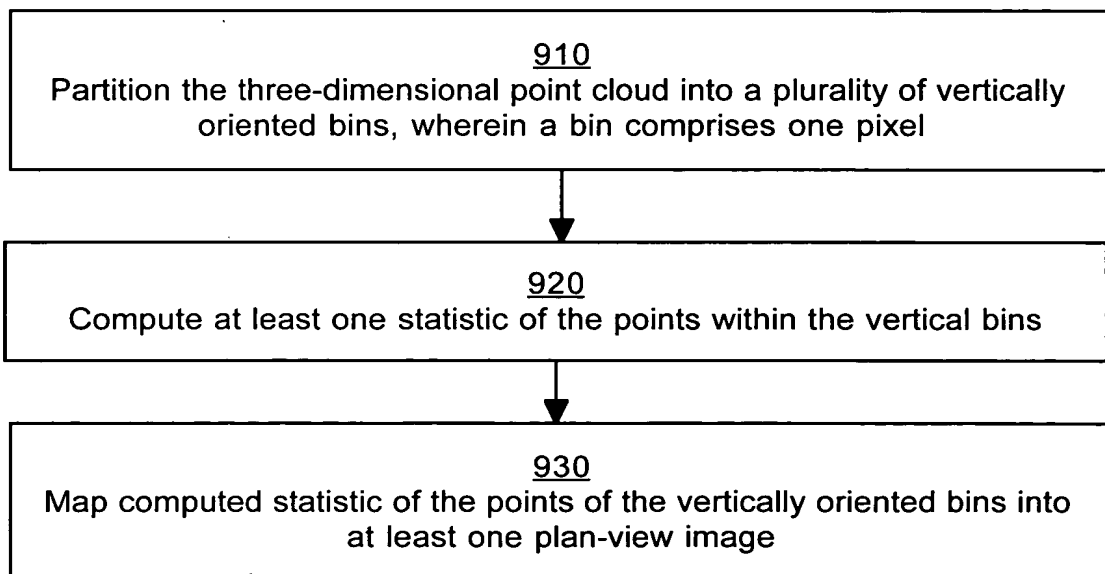 910
Partition the three-dimensional point cloud into a plurality of vertically
oriented bins, wherein a bin comprises one pixel
920
Compute at least one statistic of the points within the vertical bins
930
Map computed statistic of the points of the vertically oriented bins into
at least one plan-view image